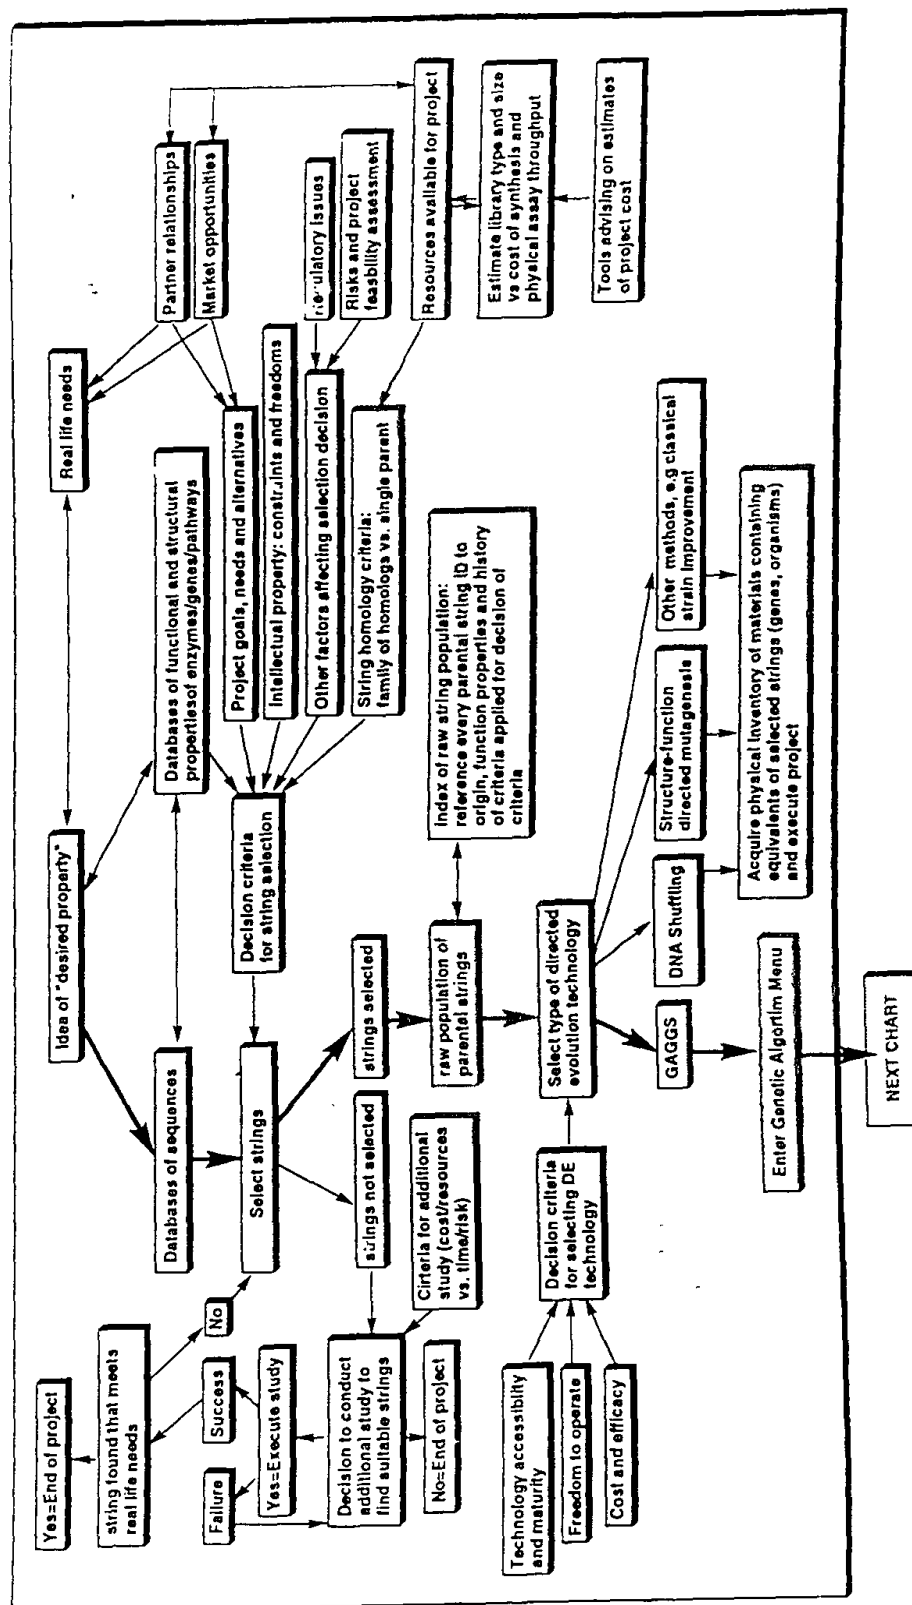 Yes=End of project
string found that meets
real life needs
No
Success
Failure
Yes=Execute study
Decision to conduct
additional study to
find suitable strings
No=End of project
Idea of "desired property"
Real life needs
Databases of sequences
Databases of functional and structural
propertiesof enzymes/genes/pathways
Partner relationships
Market opportunities
Select strings
Decision criteria
for string selection
Project goals, needs and alternatives
Intellectual property: constraints and freedoms
Other factors affecting selection decision
issues
Risks and project
feasbility assessment
String homology criteria:
family of homologs vs. single parent
Resources available for project
strings not selected
strings selected
Cirteria for additional
study (cost/resources
vs. time/risk)
raw population of
parental strings
Index of raw string population:
reference every parental string ID to
origin, function properties and history
of criteria applied for decision of
criteria
Estimate library type and size
vs cost of synthesis and
physical assay throughput
Tools advising on estimates
of project cost
Technology accessiblity
and maturity
Freedom to operate
Cost and efficacy
Decision criteria
for selecting DE
technology
Select type of directed
evolution technology
GAGGS
DNA Shuffling
Structure-function
directed mutagenesis
Other methods, e.g classical
strain improvement
Enter Genetic Algortim Menu
Acquire physical inventory of materials containing
equivalents of selected strings (genes, organisms)
and execute project
NEXT CHART